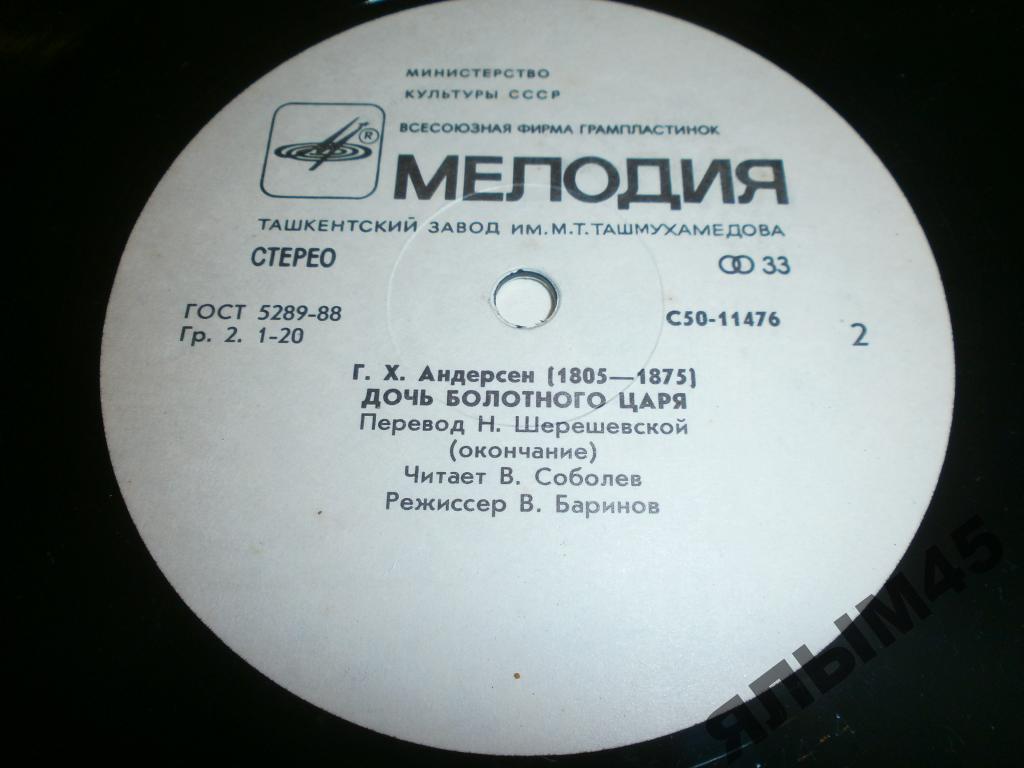 МИНИСТЕРСТВО
КУЛЬТУРЫ СССР
ВСЕСОЮЗНАЯ ФИРМА ГРАМПЛАСТИНОК
®
МЕЛОДИЯ
ТАШКЕНТСКИЙ ЗАВОД ИМ. М.Т. ТАШМУХАМЕДОВА
СТЕРЕО
33
ГОСТ 5289-88
Гр. 2. 1-20
С50-11476
2
Г. Х. Андерсен (1805—1875)
ДОЧЬ БОЛОТНОГО ЦАРЯ
Перевод Н. Шерешевской
(окончание)
Читает В. Соболев
Режиссер В. Баринов
ЯЛЫМ45